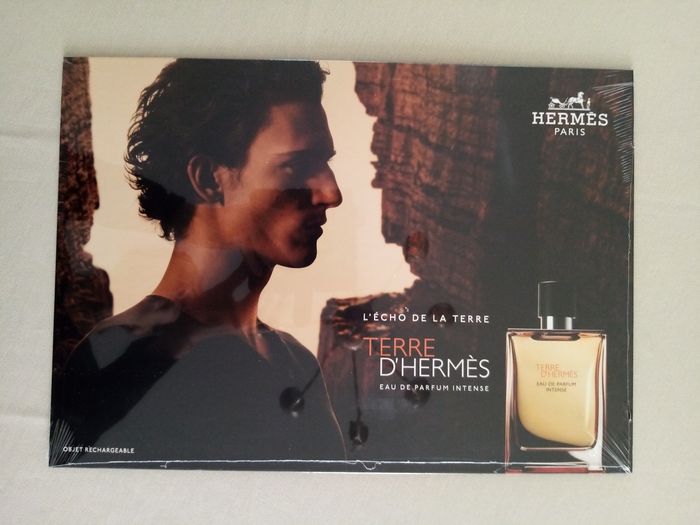 HERMÈS
PARIS
L'ÉCHO DE LA TERRE
TERRE
D'HERMÈS
EAU DE PARFUM INTENSE
TERRE
D'HERMÈS
EAU DE PARFUM
INTENSE
OBJET RECHARGEABLE